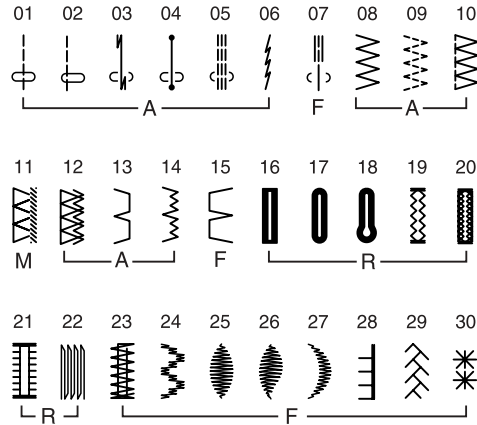 01 02 03 04 05 06 07 08 09 10
A F A
11 12 13 14 15 16 17 18 19 20
M A F R
21 22 23 24 25 26 27 28 29 30
R F